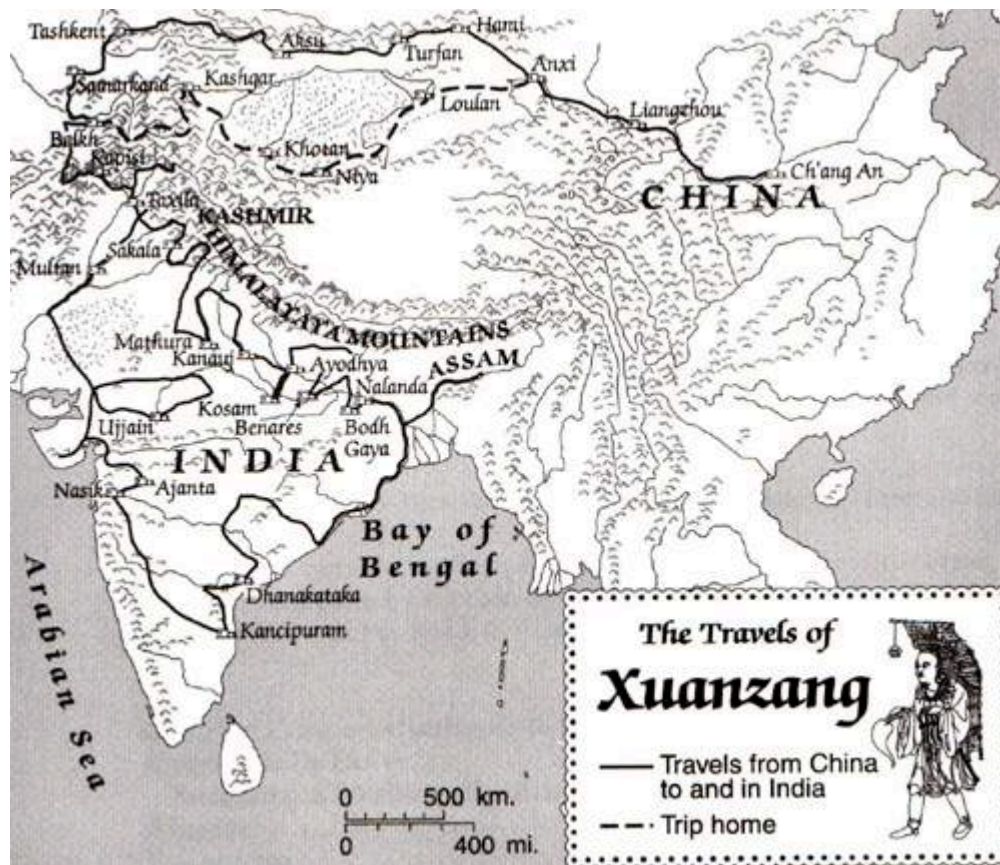 Hami
Tashkent
Aksu
Turfan
Anxi
Samarkand
Kashgar
Loulan
Liangzhou
Balkh
Khotan
Kapisi
Niya
Ch'ang An
CHINA
Taxila
KASHMIR
Sakala
Multan
HIMALAYAYA MOUNTAINS
Mathura
Kanauj
ASSAM
Ayodhya
Nalanda
Kosam
Ujjain
Benares
Bodh
Gaya
INDIA
Nasik
Ajanta
Bay of
Bengal
Arabian Sea
Dhanakataka
Kancipuram
The Travels of
Xuanzang
Travels from China
to and in India
Trip home
0 500 km.
0 400 mi.